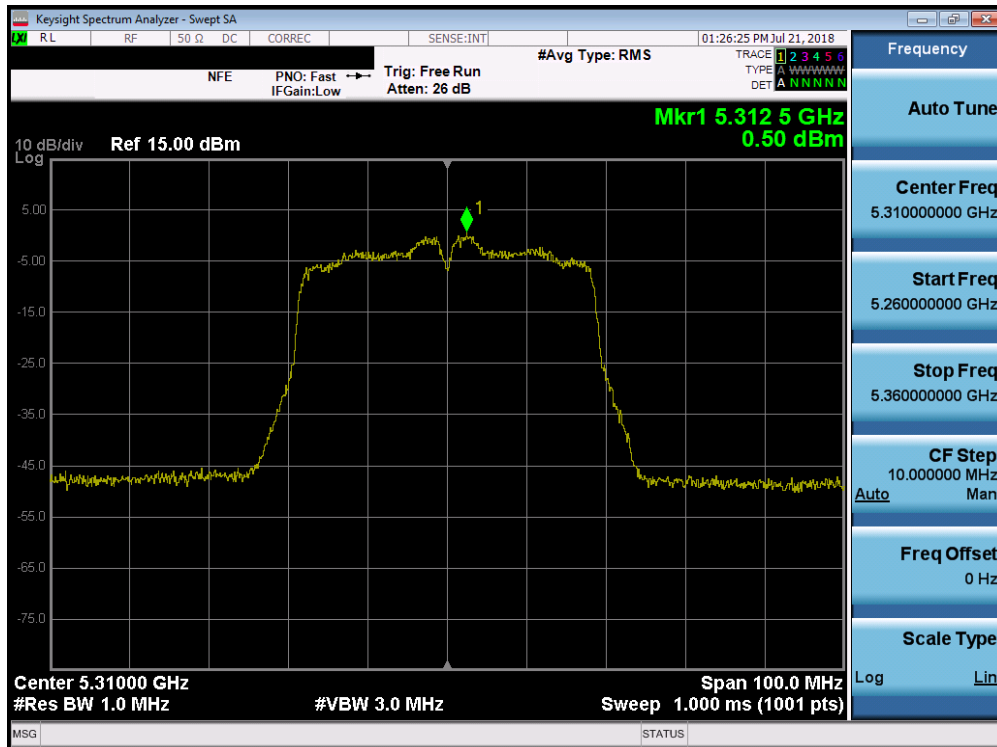 Keysight Spectrum Analyzer - Swept SA
LXI RL RF 50 Ω DC CORREC SENSE:INT 01:26:25 PM Jul 21, 2018
NFE PNO: Fast Trig: Free Run #Avg Type: RMS TRACE 1 2 3 4 5 6
IFGain:Low Atten: 26 dB TYPE A WWWWW
DET A N N N N N
Mkr1 5.312 5 GHz
0.50 dBm
10 dB/div Ref 15.00 dBm
Log
1
5.00
-5.00
-15.0
-25.0
-35.0
-45.0
-55.0
-65.0
-75.0
Center 5.31000 GHz Span 100.0 MHz
#Res BW 1.0 MHz #VBW 3.0 MHz Sweep 1.000 ms (1001 pts)
MSG STATUS
Frequency
Auto Tune
Center Freq
5.310000000 GHz
Start Freq
5.260000000 GHz
Stop Freq
5.360000000 GHz
CF Step
10.000000 MHz
Auto Man
Freq Offset
0 Hz
Scale Type
Log Lin